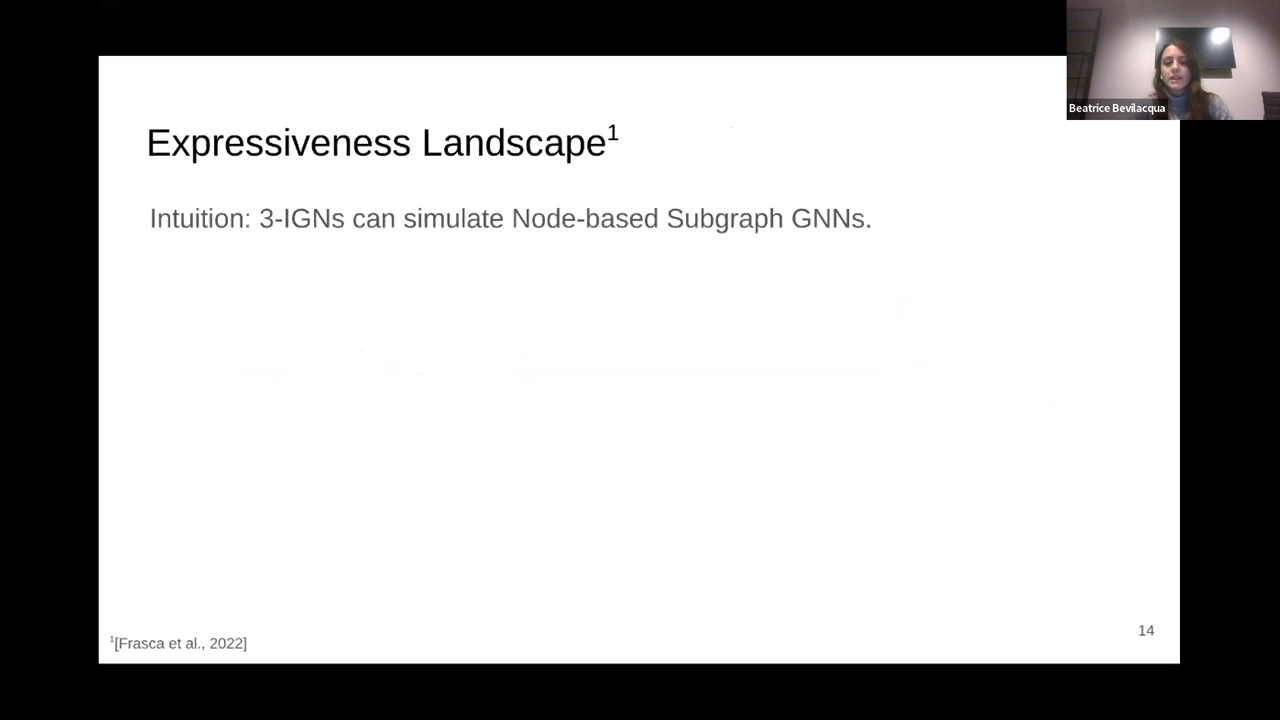 Beatrice Bevilacqua
Expressiveness Landscape¹
Intuition: 3-IGNs can simulate Node-based Subgraph GNNs.
14
¹[Frasca et al., 2022]